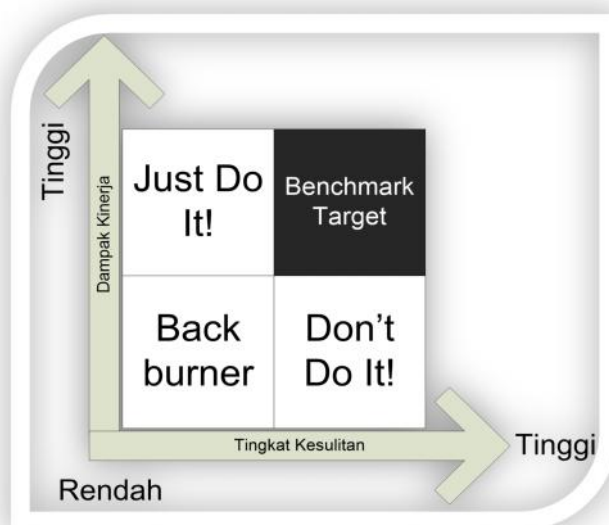 Tinggi
Dampak Kinerja
Just Do
It!
Benchmark
Target
Back
burner
Don't
Do It!
Tingkat Kesulitan
Tinggi
Rendah